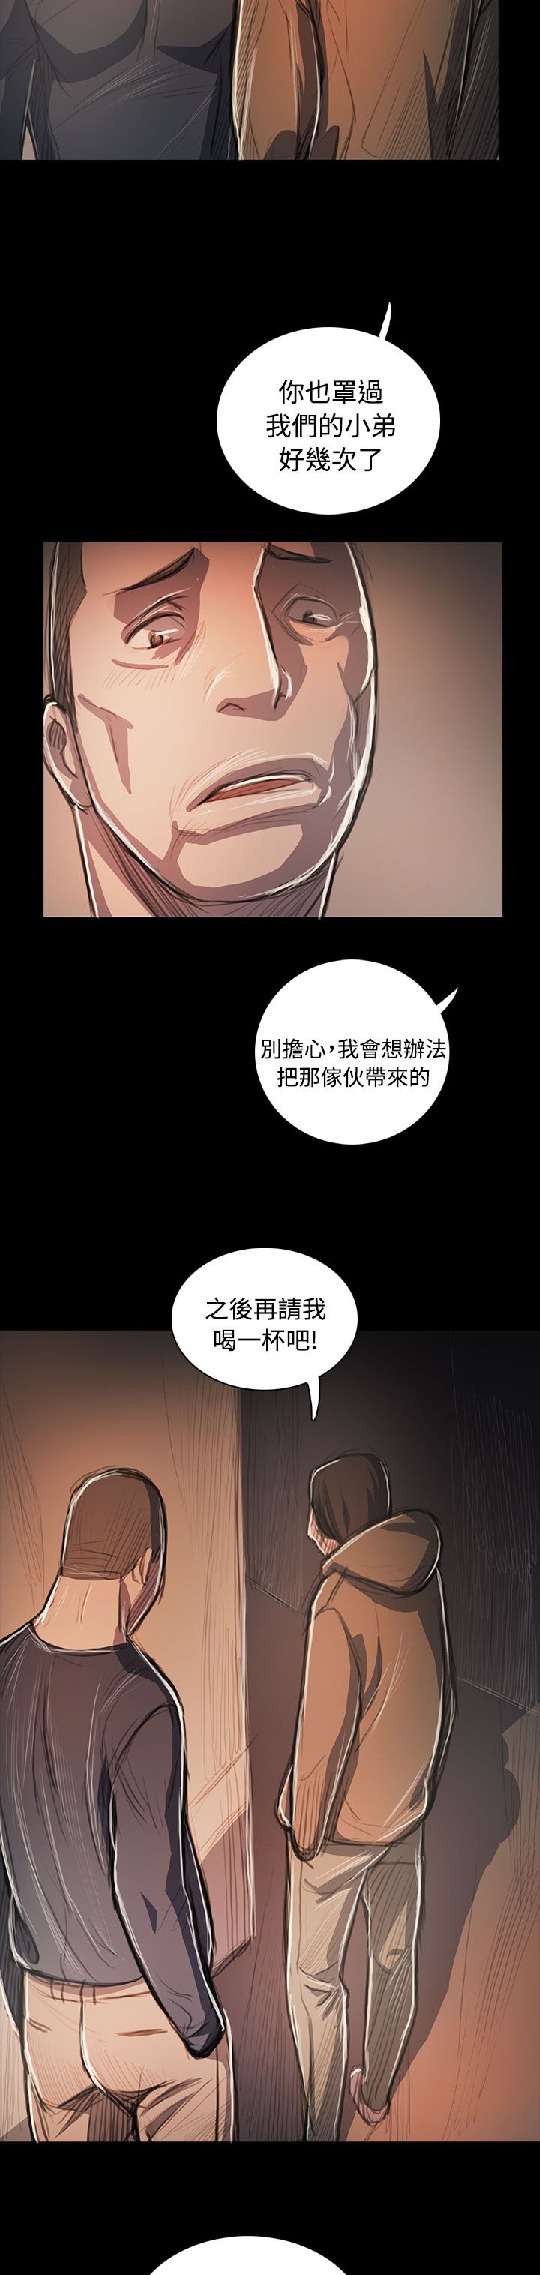 你也罩過
我們的小弟
好幾次了
別擔心，我會想辦法
把那傢伙帶來的
之後再請我
喝一杯吧!